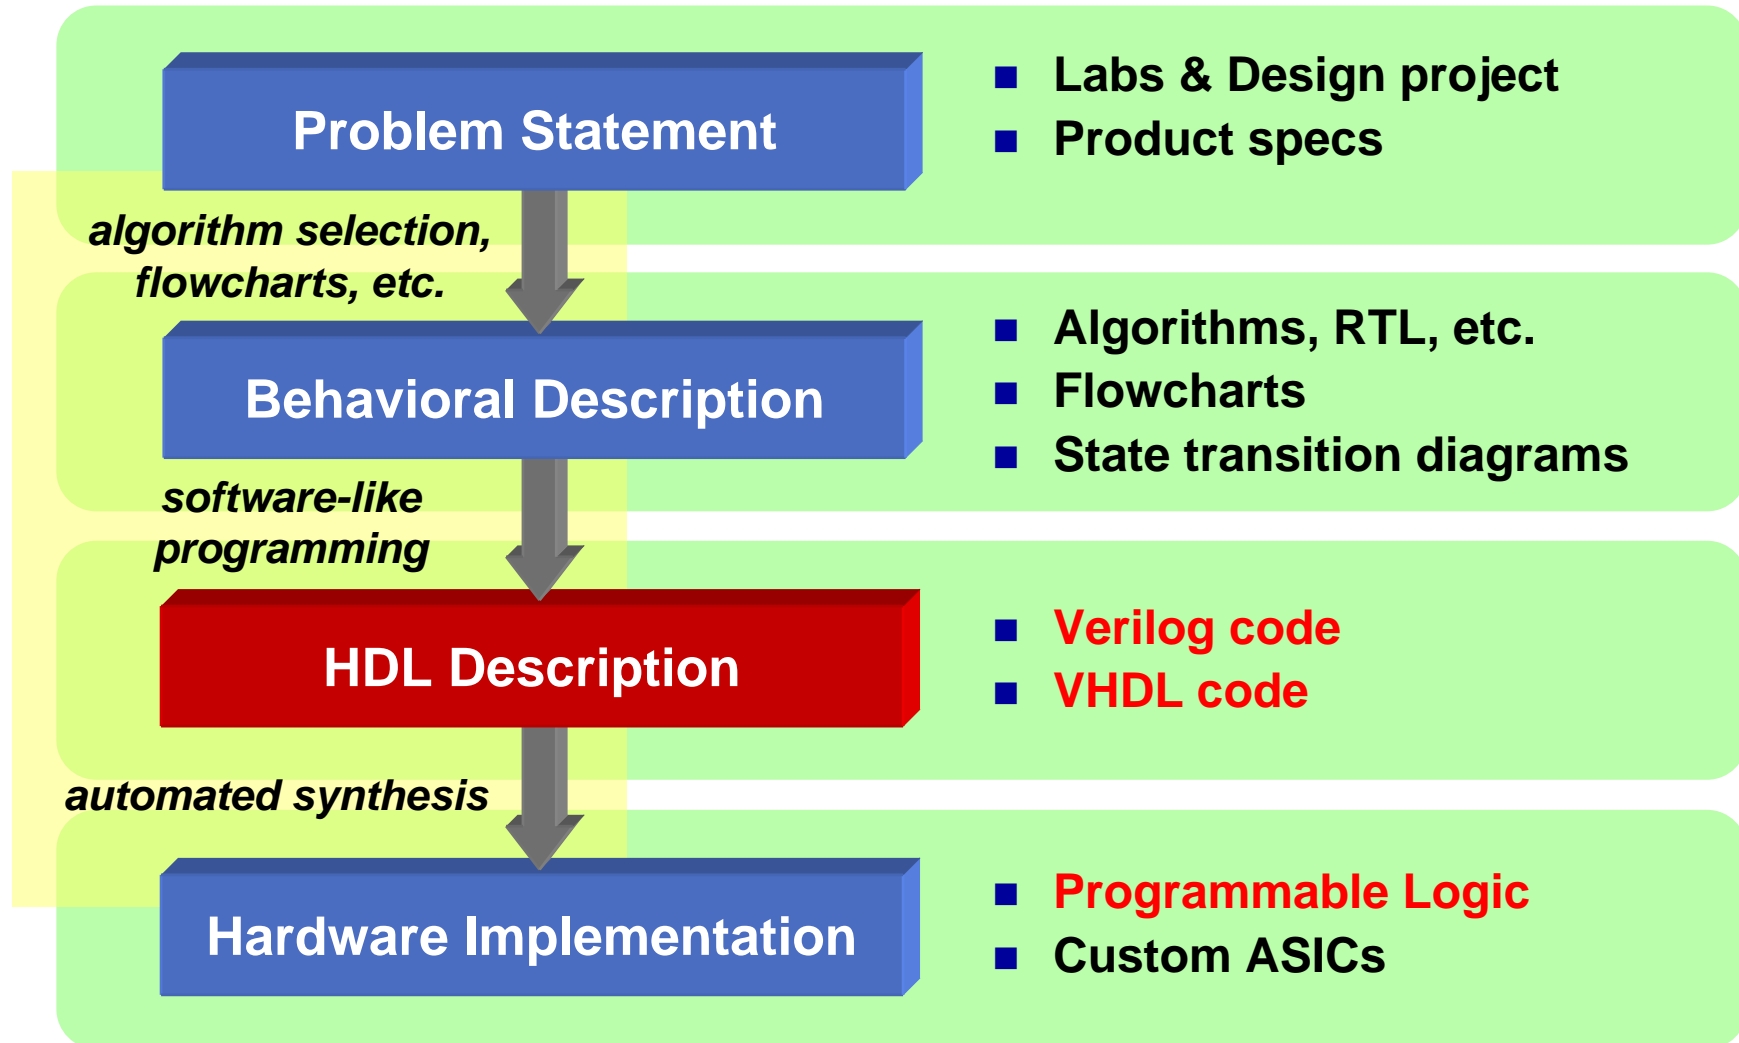 Problem Statement
Labs & Design project
Product specs
algorithm selection,
flowcharts, etc.
Behavioral Description
Algorithms, RTL, etc.
Flowcharts
State transition diagrams
software-like
programming
HDL Description
Verilog code
VHDL code
automated synthesis
Hardware Implementation
Programmable Logic
Custom ASICs